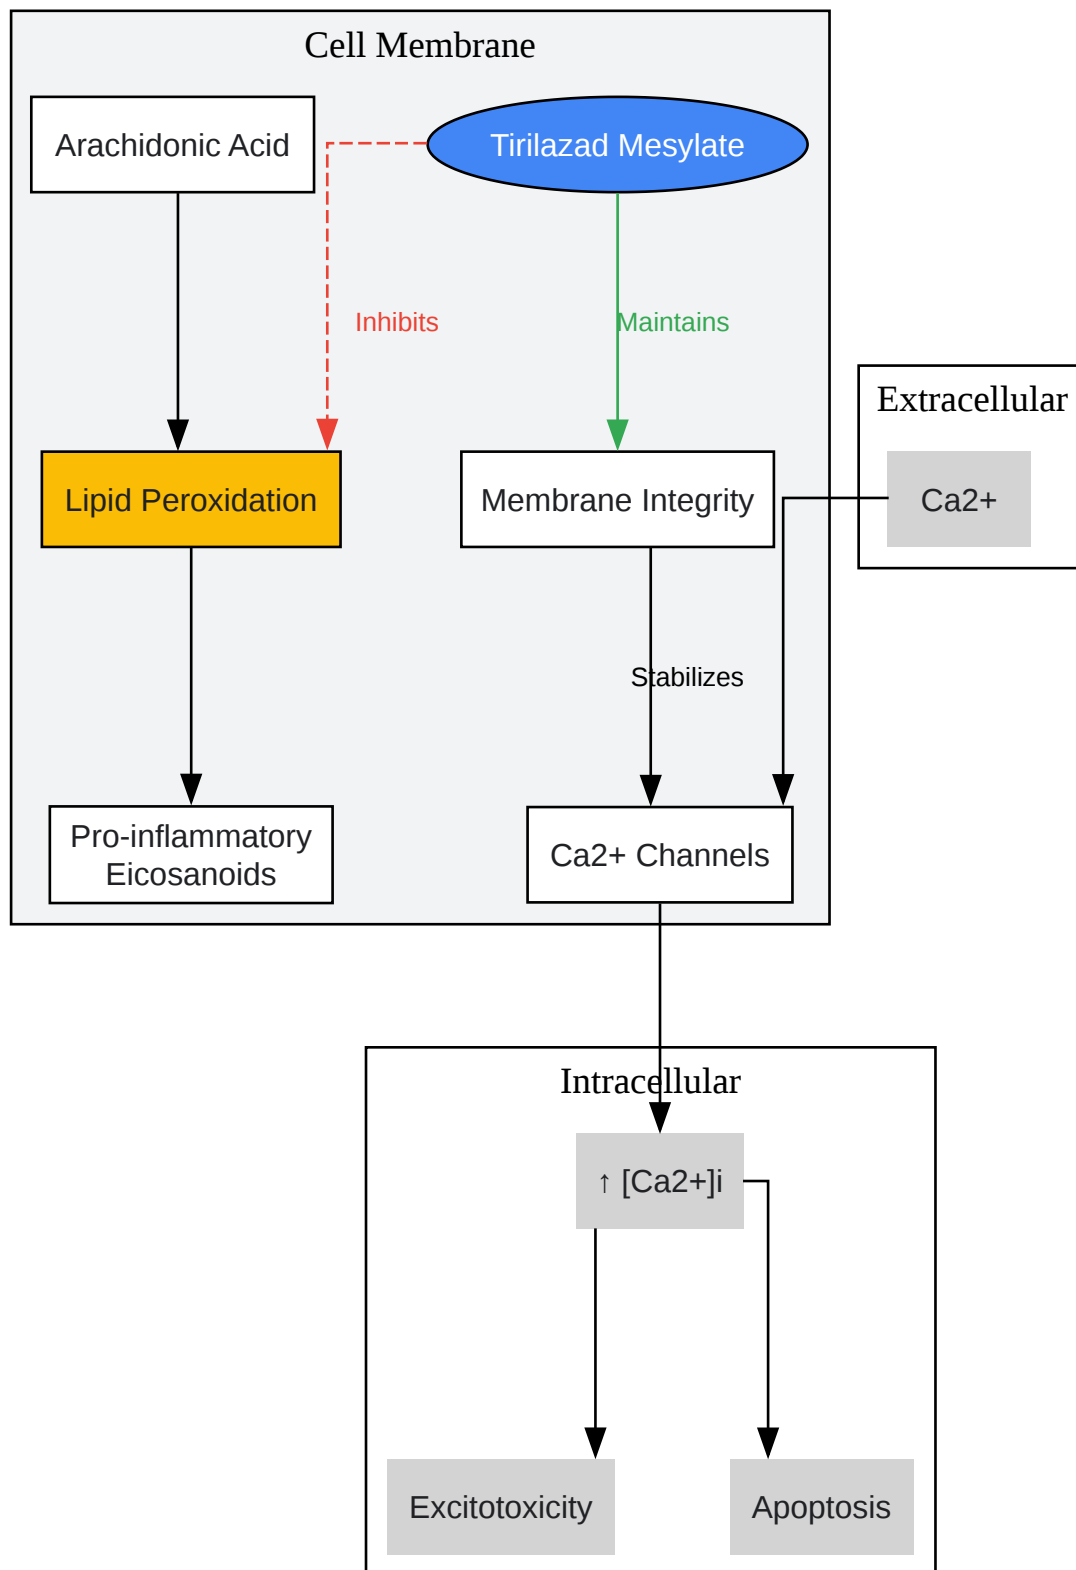 Cell Membrane
Arachidonic Acid
Tirilazad Mesylate
Inhibits
Maintains
Extracellular
Lipid Peroxidation
Membrane Integrity
Ca2+
Stabilizes
Pro-inflammatory
Eicosanoids
Ca2+ Channels
Intracellular
↑ [Ca2+]i
Excitotoxicity
Apoptosis